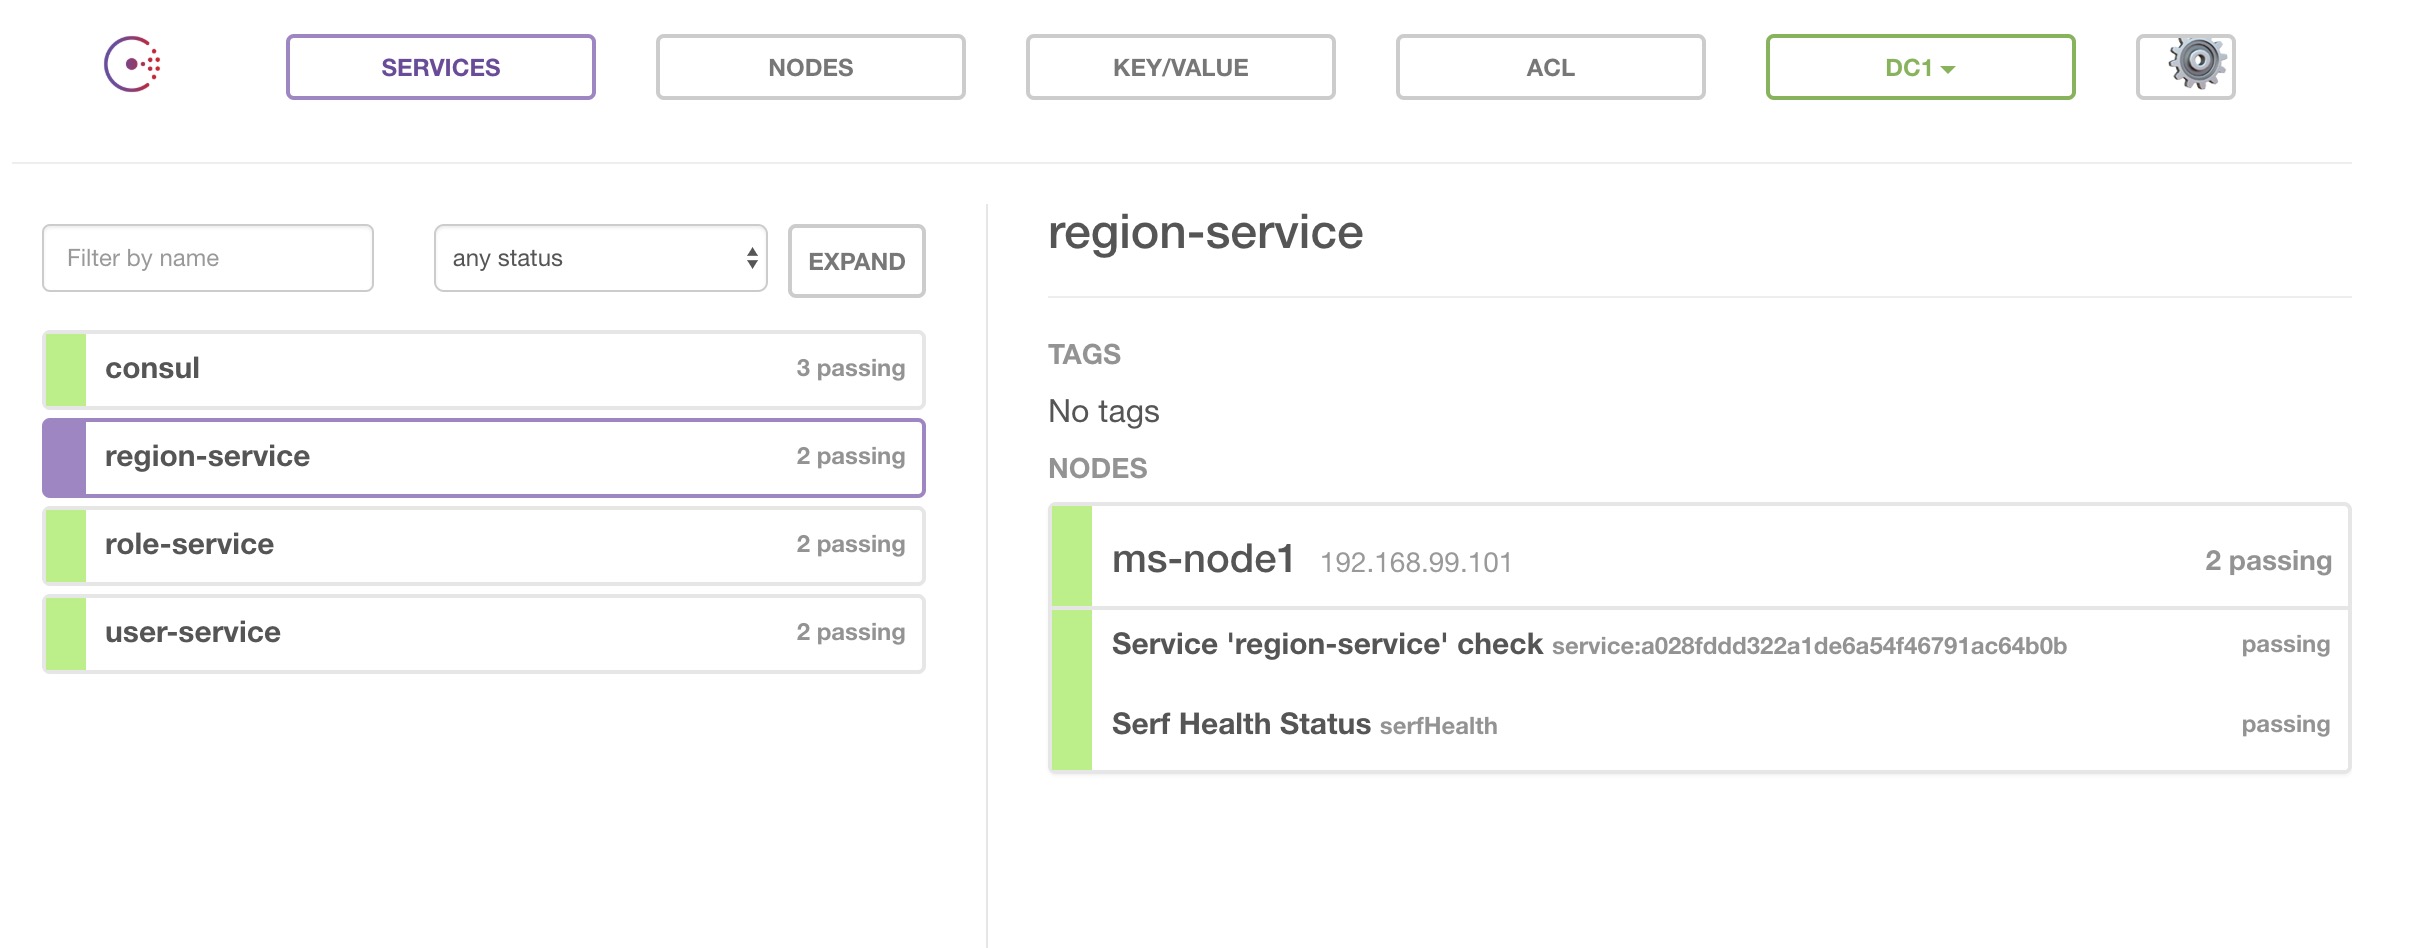 SERVICES
NODES
KEY/VALUE
ACL
DC1
Filter by name
any status
EXPAND
consul 3 passing
region-service 2 passing
role-service 2 passing
user-service 2 passing
region-service
TAGS
No tags
NODES
ms-node1 192.168.99.101 2 passing
Service 'region-service' check service:a028fddd322a1de6a54f46791ac64b0b passing
Serf Health Status serfHealth passing